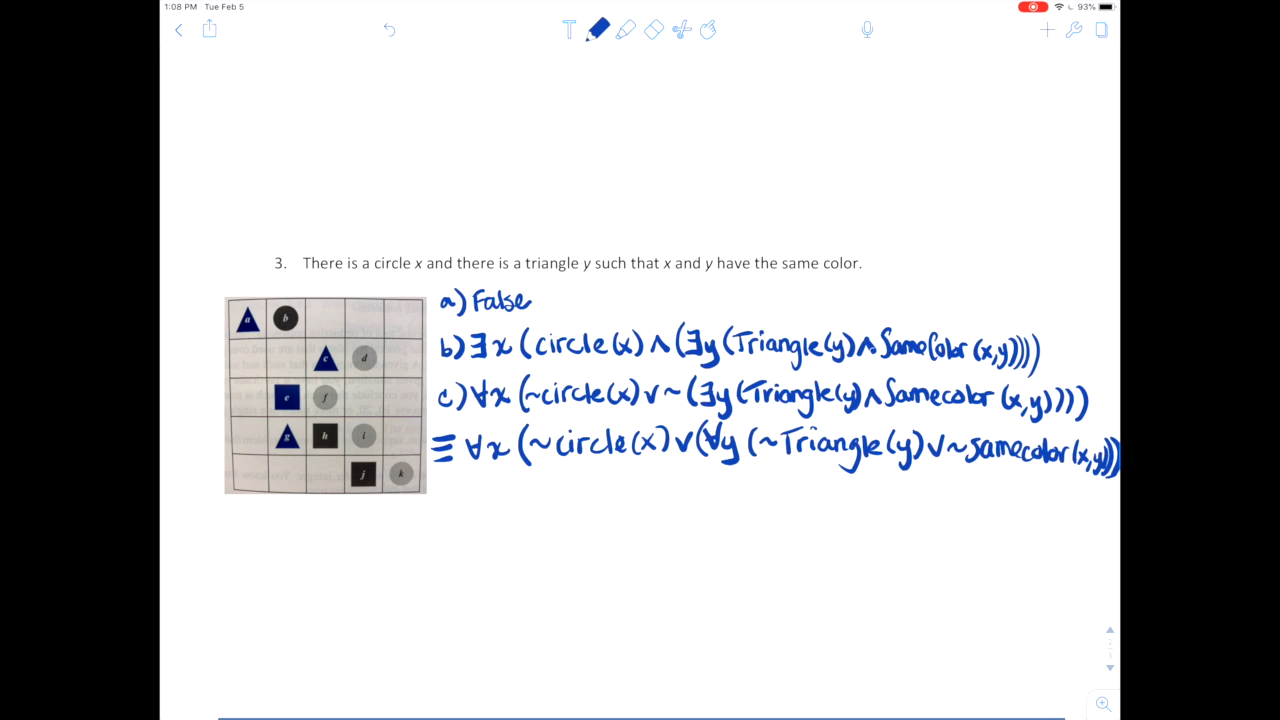 1:08 PM Tue Feb 5
93%
T
3. There is a circle x and there is a triangle y such that x and y have the same color.
a) False
b) ∃x (circle(x) ∧ (∃y (Triangle(y) ∧ SameColor (x,y))))
c) ∀x (~circle(x) ∨ ~ (∃y (Triangle(y) ∧ Samecolor (x,y))))
≡ ∀x (~circle(x) ∨ (∀y (~Triangle(y) ∨ ~samecolor(x,y)))
a b
c d
e f
g h i
j k